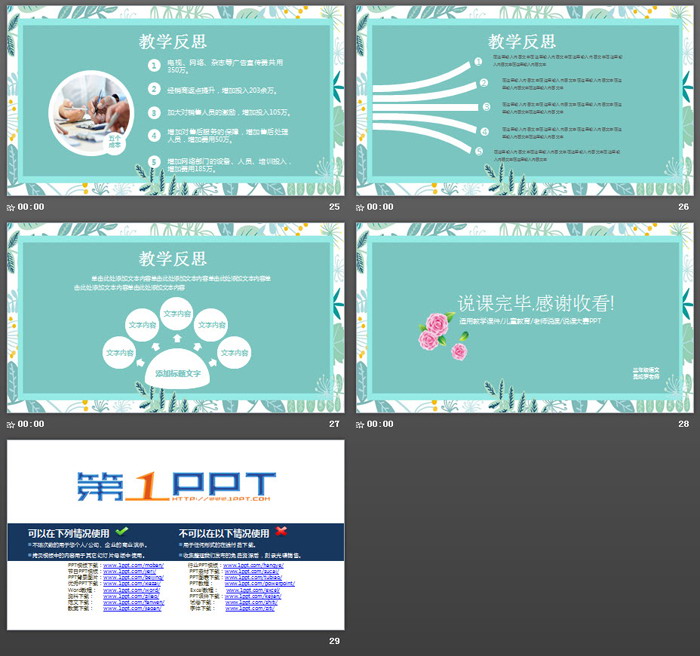 教学反思
1
电视、网络、杂志等广告宣传费共用
350万。
2
经销商返点提升，增加投入203余万。
3
加大对销售人员的激励，增加投入105万。
4
增加对售后服务的保障，增加售后处理
人员，增加费用50万。
5
增加网络部门的设备、人员、培训投入，
增加费用185万。
00:00
25
教学反思
1
2
3
4
5
00:00
26
教学反思
单击此处添加文本内容单击此处添加文本内容单击此处添加文本内容单
击此处添加文本内容单击此处添加文本内容
文字内容
文字内容
文字内容
文字内容
文字内容
添加标题文字
00:00
27
说课完毕.感谢收看!
适用教学课件/儿童教育/老师说课/说课大赛PPT
00:00
28
第1PPT
HTTP://WWW.1PPT.COM
可以在下列情况使用
不可以在以下情况使用
PPT模板下载：www.1ppt.com/moban/
行业PPT模板：www.1ppt.com/hangye/
节日PPT模板：www.1ppt.com/jieri/
PPT素材下载：www.1ppt.com/sucai/
PPT背景图片：www.1ppt.com/beijing/
PPT图表下载：www.1ppt.com/tubiao/
优秀PPT下载：www.1ppt.com/xiazai/
PPT教程：www.1ppt.com/powerpoint/
Word教程：www.1ppt.com/word/
Excel教程：www.1ppt.com/excel/
资料下载：www.1ppt.com/ziliao/
PPT课件下载：www.1ppt.com/kejian/
范文下载：www.1ppt.com/fanwen/
试卷下载：www.1ppt.com/shiti/
教案下载：www.1ppt.com/jiaoan/
字体下载：www.1ppt.com/ziti/
29